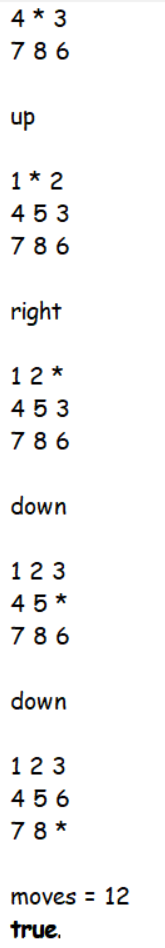 4 * 3
7 8 6
up
1 * 2
4 5 3
7 8 6
right
1 2 *
4 5 3
7 8 6
down
1 2 3
4 5 *
7 8 6
down
1 2 3
4 5 6
7 8 *
moves = 12
true.